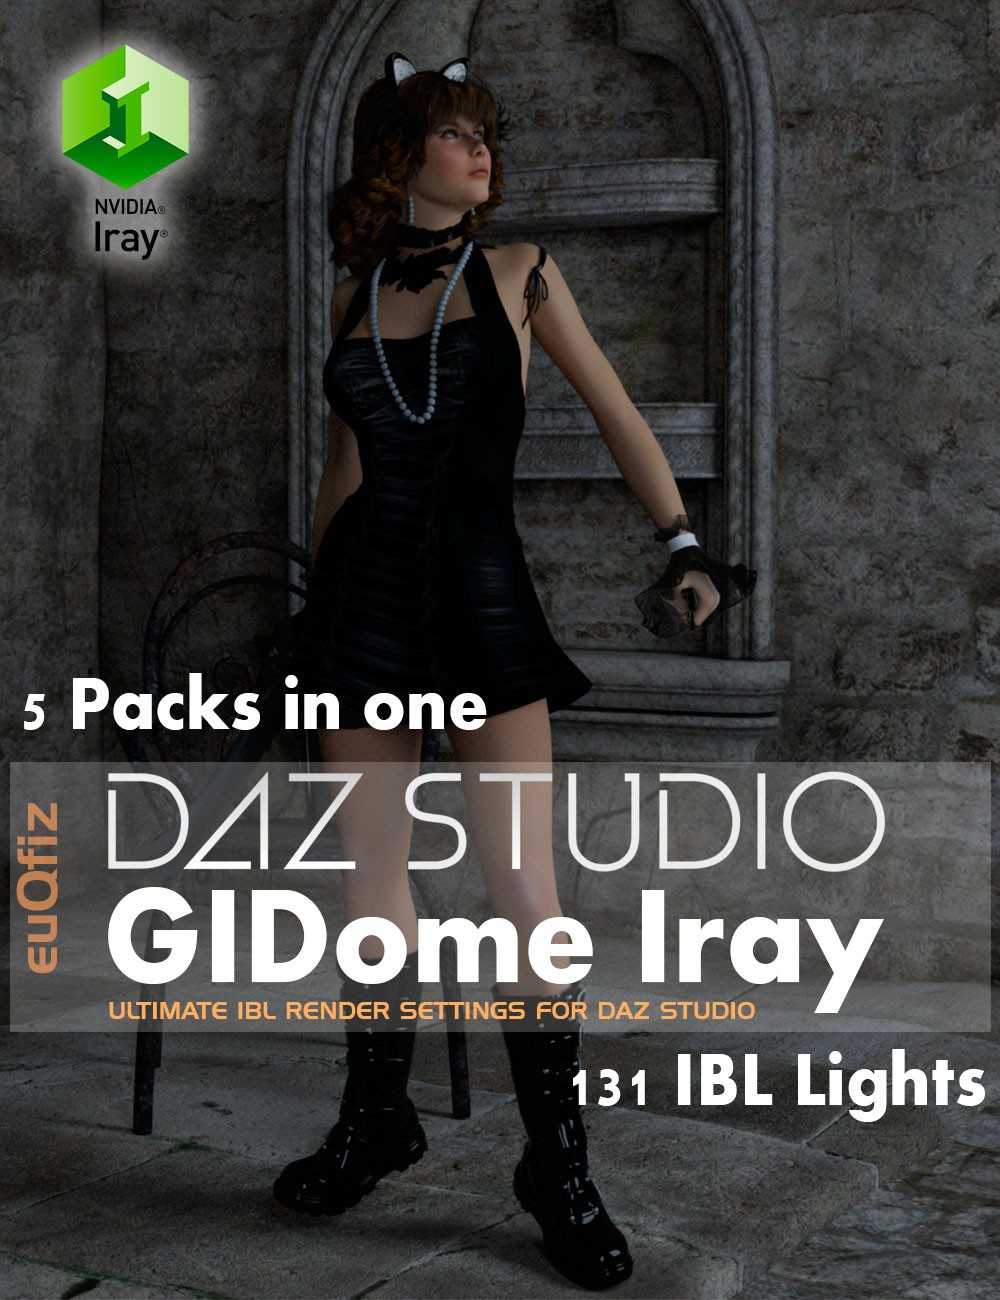 NVIDIA®
Iray®
5 Packs in one
euQfiz
DAZ STUDIO
GIDome Iray
ULTIMATE IBL RENDER SETTINGS FOR DAZ STUDIO
131 IBL Lights